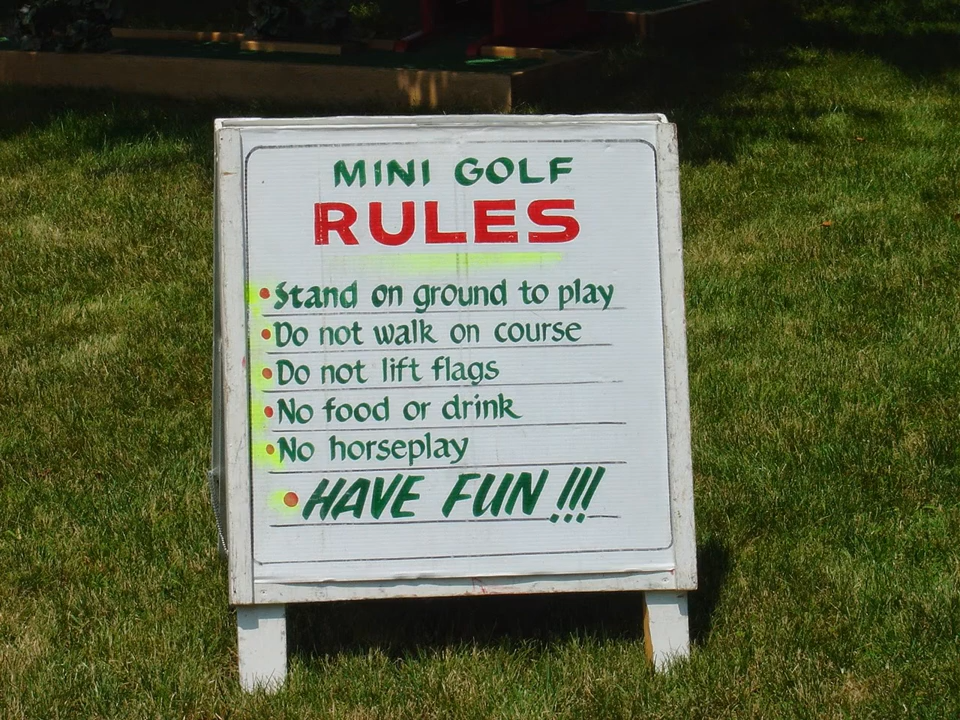 MINI GOLF
RULES
• Stand on ground to play
• Do not walk on course
• Do not lift flags
• No food or drink
• No horseplay
• HAVE FUN !!!